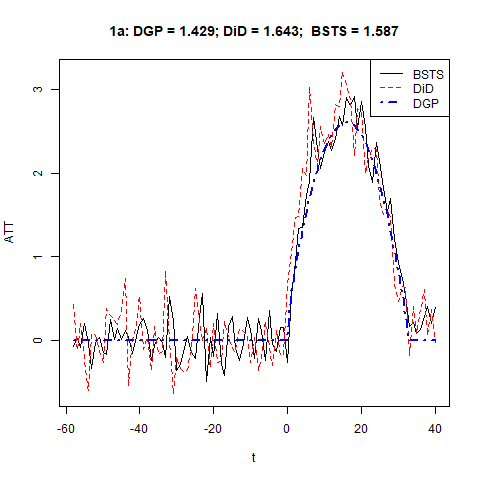 1a: DGP = 1.429; DiD = 1.643;  BSTS = 1.587
BSTS
DiD
DGP
3
2
1
0
ATT
-60
-40
-20
0
20
40
t